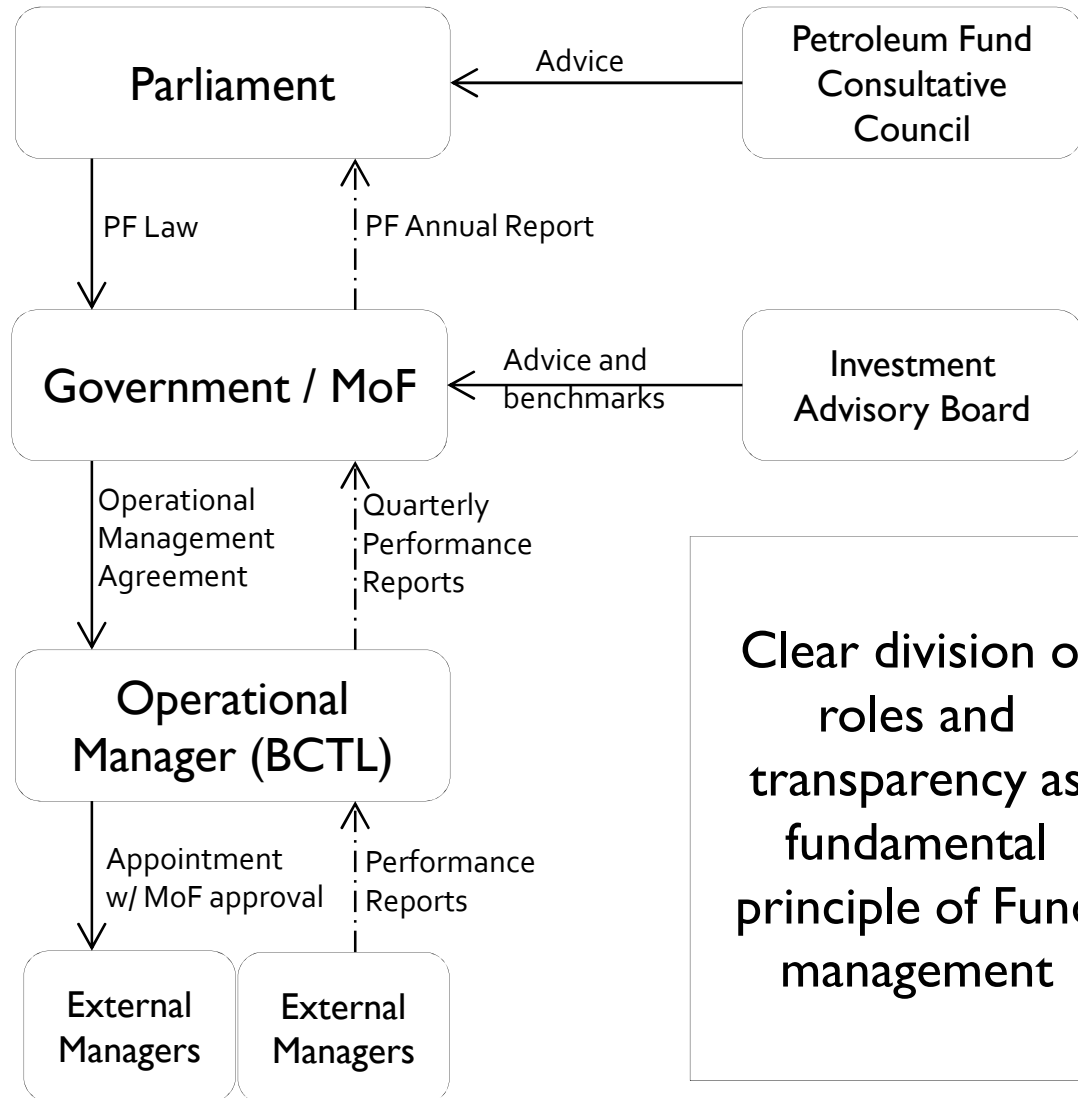 Parliament
Advice
Petroleum Fund
Consultative
Council
PF Law
PF Annual Report
Government / MoF
Advice and
benchmarks
Investment
Advisory Board
Operational
Management
Agreement
Quarterly
Performance
Reports
Operational
Manager (BCTL)
Clear division o
roles and
transparency as
fundamental
principle of Fund
management
Appointment
w/ MoF approval
Performance
Reports
External
Managers
External
Managers